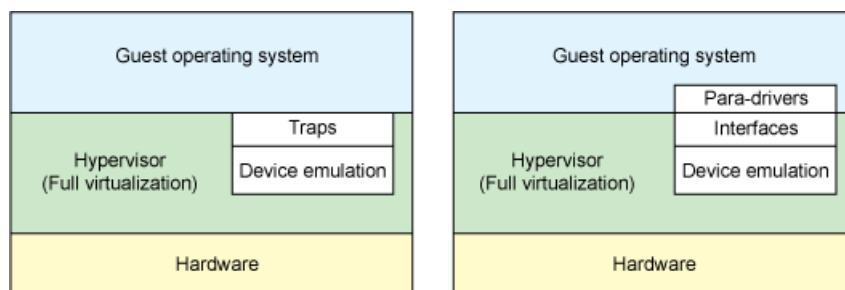 Guest operating system
Traps
Hypervisor
(Full virtualization)
Device emulation
Hardware
Guest operating system
Para-drivers
Interfaces
Hypervisor
(Full virtualization)
Device emulation
Hardware